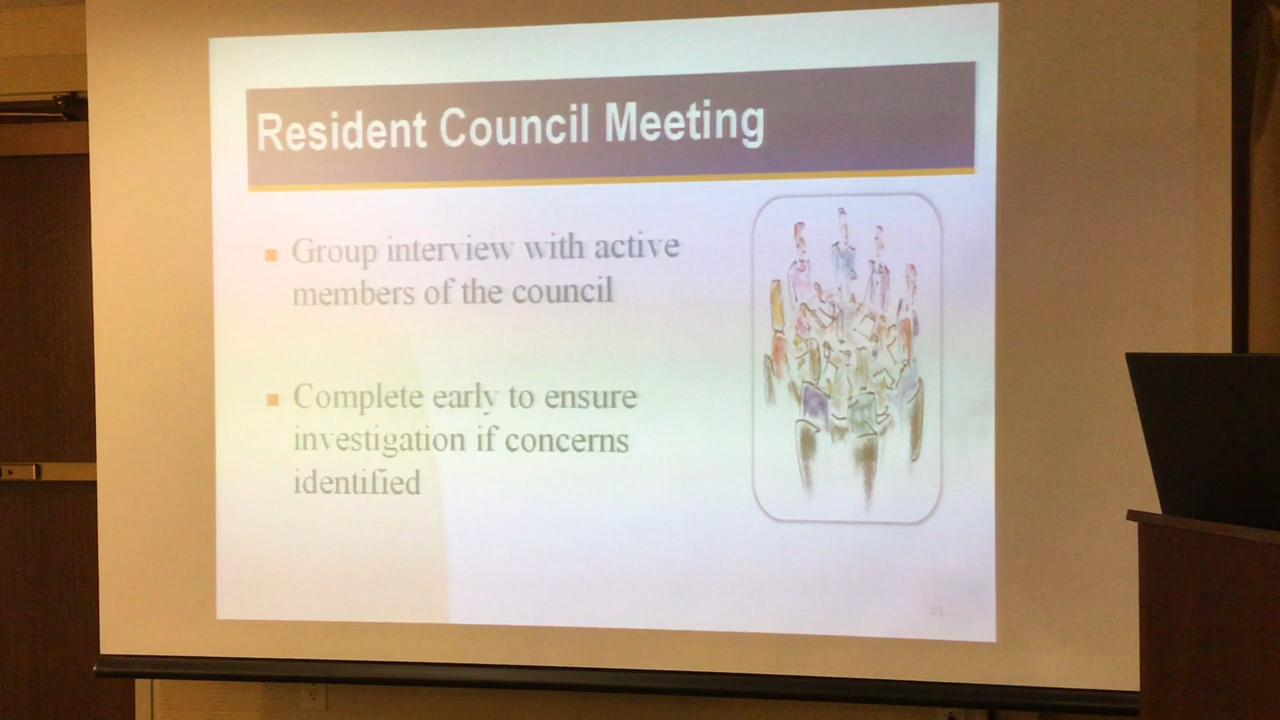 Resident Council Meeting
Group interview with active
members of the council
Complete early to ensure
investigation if concerns
identified